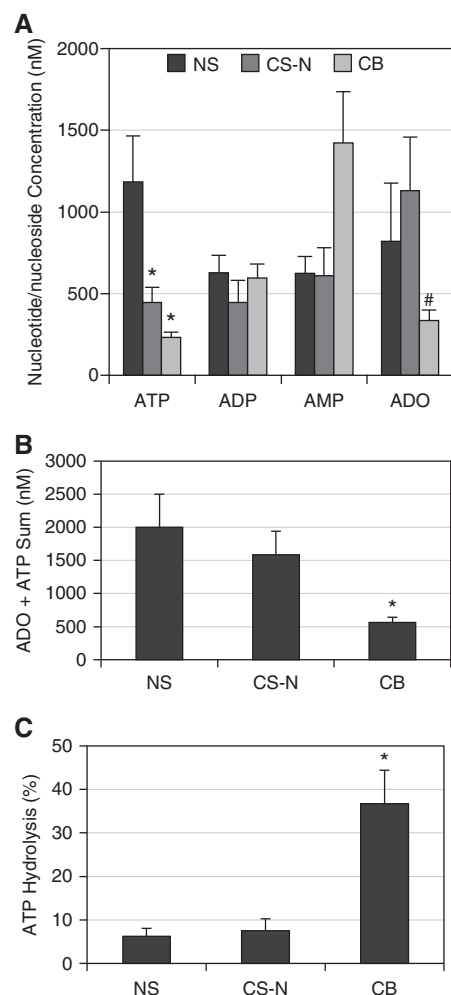 A
Nucleotide/nucleoside Concentration (nM)
2000
1500
1000
500
0
NS CS-N CB
*
*
#
ATP ADP AMP ADO
B
ADO + ATP Sum (nM)
3000
2500
2000
1500
1000
500
0
*
NS CS-N CB
C
ATP Hydrolysis (%)
50
40
30
20
10
0
*
NS CS-N CB